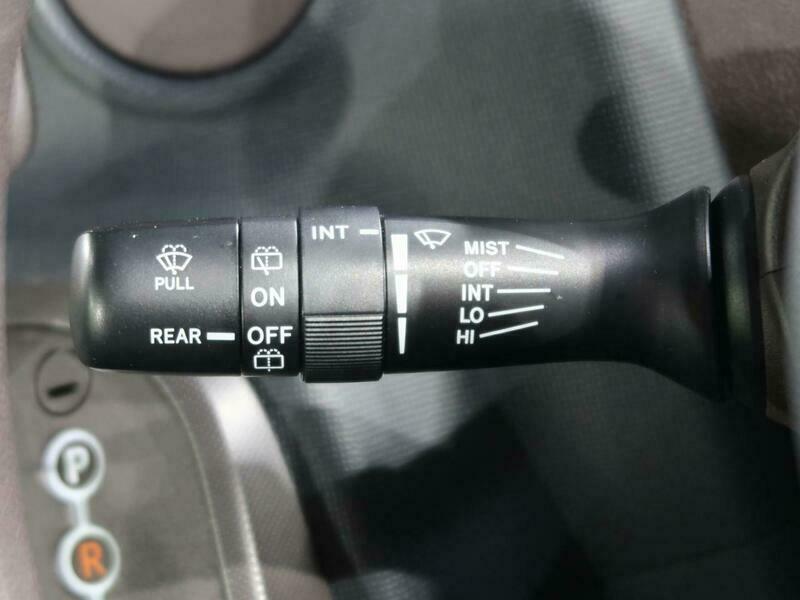 PULL
REAR
ON
OFF
INT
MIST
OFF
INT
LO
HI
P
R